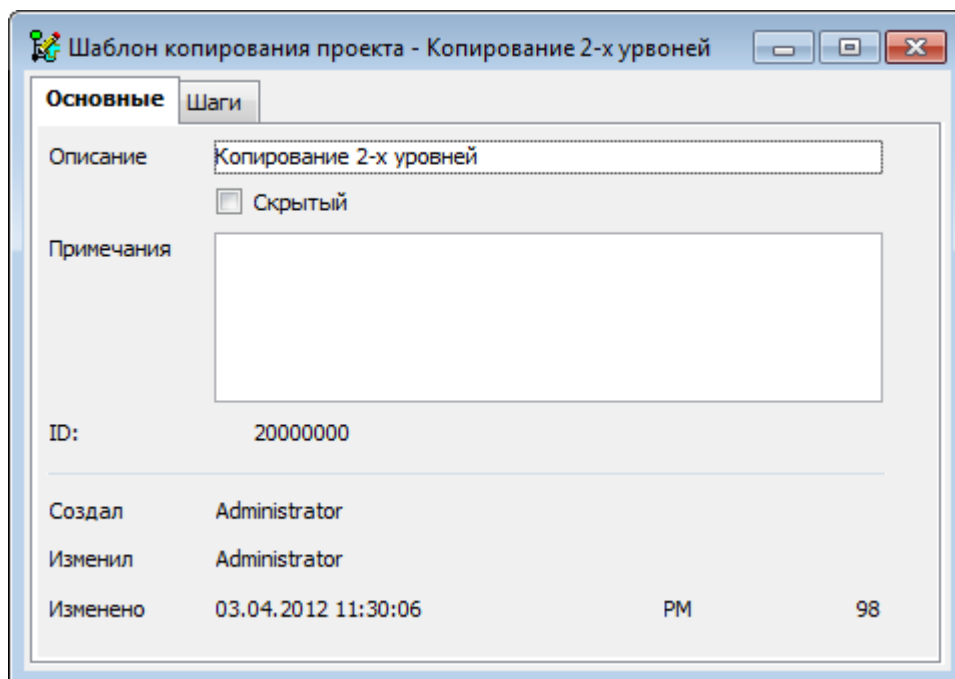 Шаблон копирования проекта - Копирование 2-х урвоней
Основные Шаги
Описание Копирование 2-х уровней
Скрытый
Примечания
ID: 20000000
Создал Administrator
Изменил Administrator
Изменено 03.04.2012 11:30:06 PM 98